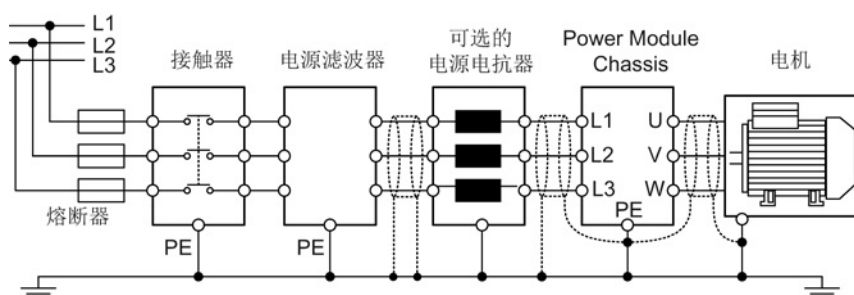 L1
L2
L3
接触器
电源滤波器
可选的
电源电抗器
Power Module
Chassis
电机
L1
U
L2
V
L3
W
熔断器
PE
PE
PE